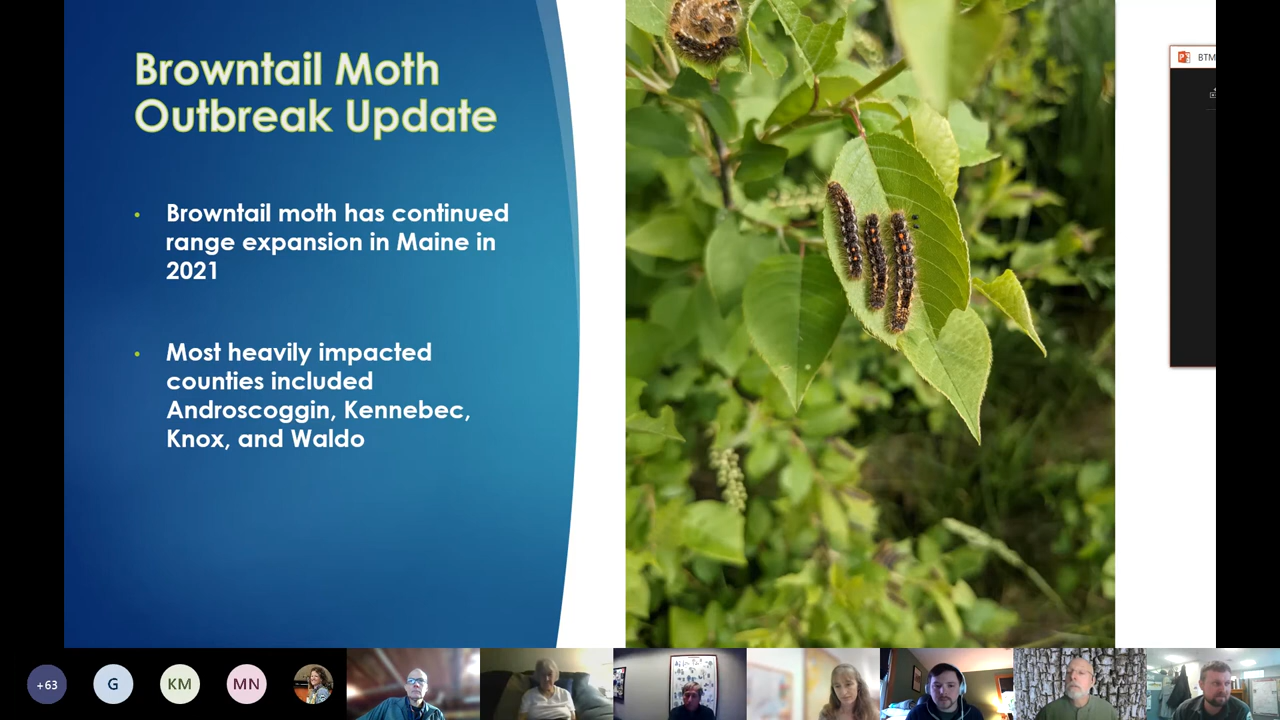 Browntail Moth
Outbreak Update
• Browntail moth has continued
range expansion in Maine in
2021
• Most heavily impacted
counties included
Androscoggin, Kennebec,
Knox, and Waldo
BTM
+63
G
KM
MN